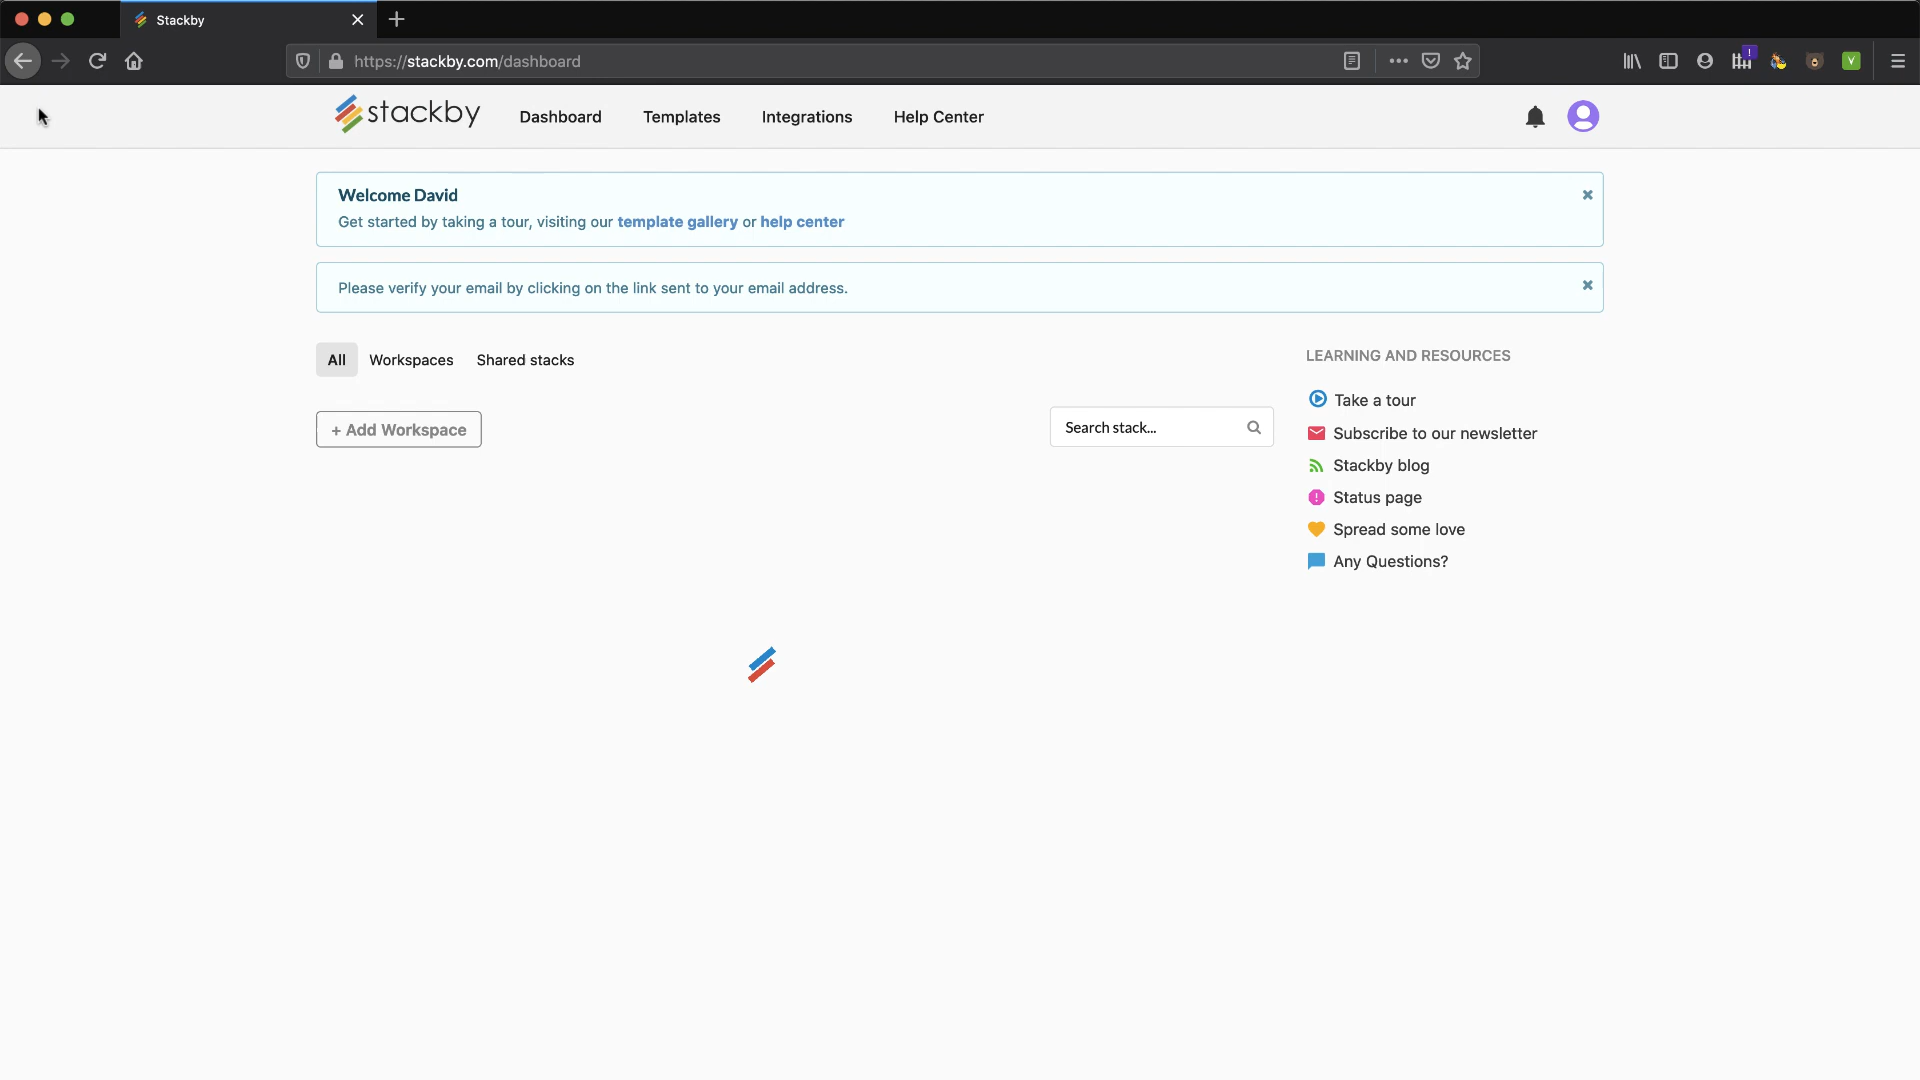 Stackby
https://stackby.com/dashboard
!
V
stackby
Dashboard
Templates
Integrations
Help Center
Welcome David
Get started by taking a tour, visiting our template gallery or help center
Please verify your email by clicking on the link sent to your email address.
All
Workspaces
Shared stacks
+ Add Workspace
Search stack...
LEARNING AND RESOURCES
Take a tour
Subscribe to our newsletter
Stackby blog
Status page
Spread some love
Any Questions?